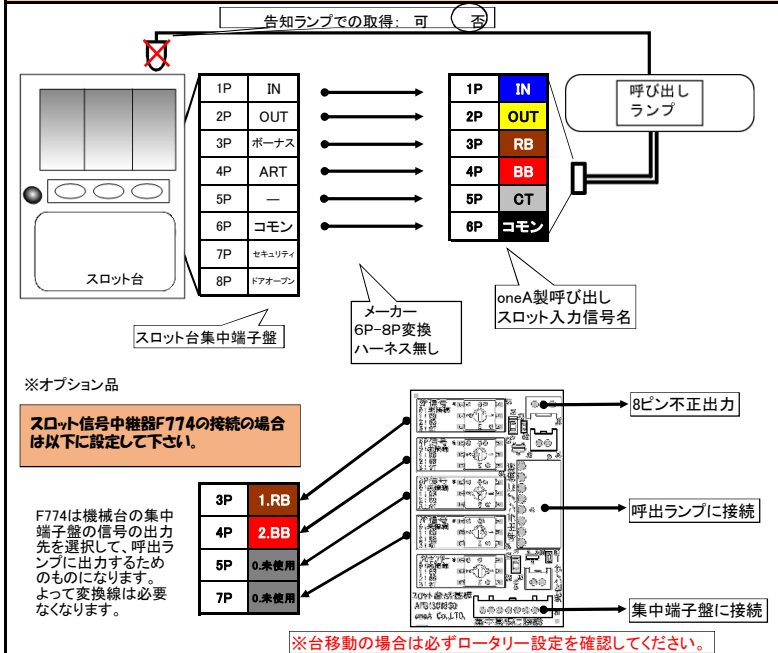 告知ランプでの取得: 可 否
1P IN
2P OUT
3P ボーナス
4P ART
5P ―
6P コモン
7P セキュリティ
8P ドアオープン
1P IN
2P OUT
3P RB
4P BB
5P CT
6P コモン
呼び出し
ランプ
スロット台
スロット台集中端子盤
メーカー
6P-8P変換
ハーネス無し
oneA製呼び出し
スロット入力信号名
※オプション品
スロット信号中継器F774の接続の場合
は以下に設定して下さい。
F774は機械台の集中
端子盤の信号の出力
先を選択して、呼出ラ
ンプに出力するため
のものになります。
よって変換線は必要
なくなります。
3P 1.RB
4P 2.BB
5P 0.未使用
7P 0.未使用
8ピン不正出力
呼出ランプに接続
集中端子盤に接続
oneA Co.,LTD.
※台移動の場合は必ずロータリー設定を確認してください。